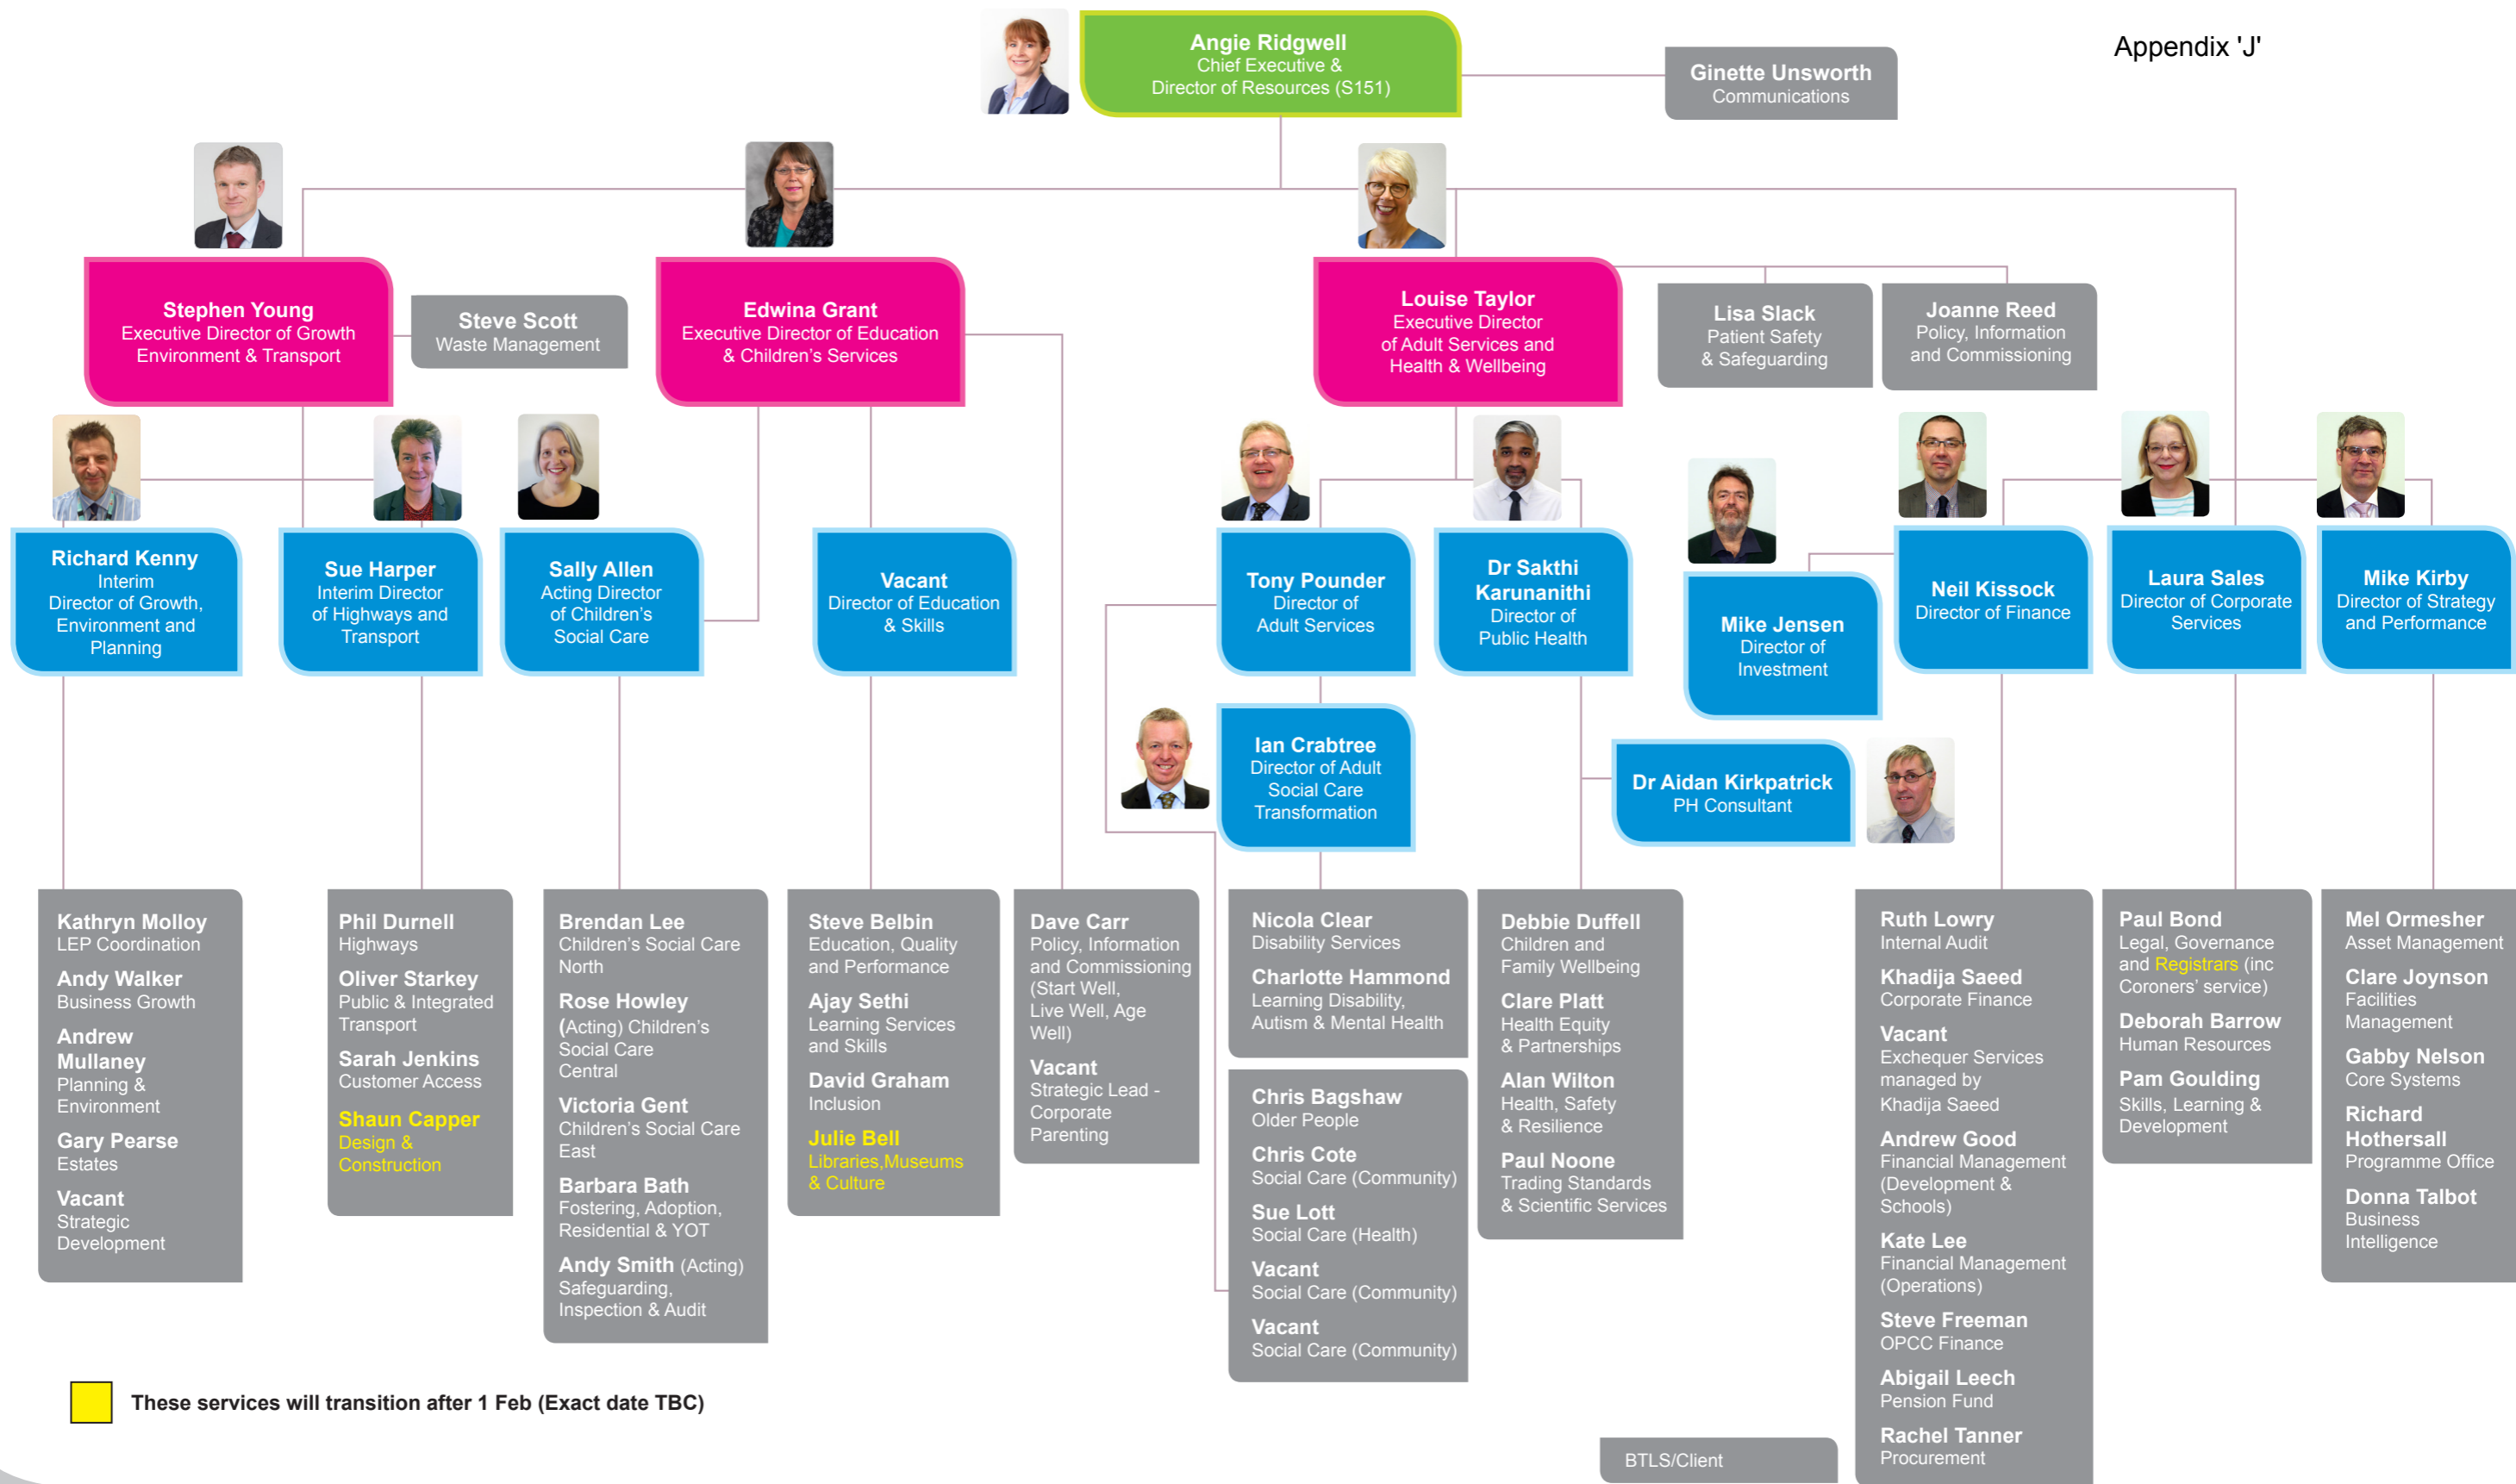 Appendix 'J'
Angie Ridgwell
Chief Executive &
Director of Resources (S151)
Ginette Unsworth
Communications
Stephen Young
Executive Director of Growth
Environment & Transport
Steve Scott
Waste Management
Edwina Grant
Executive Director of Education
& Children's Services
Louise Taylor
Executive Director
of Adult Services and
Health & Wellbeing
Lisa Slack
Patient Safety
& Safeguarding
Joanne Reed
Policy, Information
and Commissioning
Richard Kenny
Interim
Director of Growth,
Environment and
Planning
Sue Harper
Interim Director
of Highways and
Transport
Sally Allen
Acting Director
of Children's
Social Care
Vacant
Director of Education
& Skills
Tony Pounder
Director of
Adult Services
Dr Sakthi
Karunanithi
Director of
Public Health
Mike Jensen
Director of
Investment
Neil Kissock
Director of Finance
Laura Sales
Director of Corporate
Services
Mike Kirby
Director of Strategy
and Performance
Ian Crabtree
Director of Adult
Social Care
Transformation
Dr Aidan Kirkpatrick
PH Consultant
Kathryn Molloy
LEP Coordination
Andy Walker
Business Growth
Andrew
Mullaney
Planning &
Environment
Gary Pearse
Estates
Vacant
Strategic
Development
Phil Durnell
Highways
Oliver Starkey
Public & Integrated
Transport
Sarah Jenkins
Customer Access
Shaun Capper
Design &
Construction
Brendan Lee
Children's Social Care
North
Rose Howley
(Acting) Children's
Social Care
Central
Victoria Gent
Children's Social Care
East
Barbara Bath
Fostering, Adoption,
Residential & YOT
Andy Smith (Acting)
Safeguarding,
Inspection & Audit
Steve Belbin
Education, Quality
and Performance
Ajay Sethi
Learning Services
and Skills
David Graham
Inclusion
Julie Bell
Libraries,Museums
& Culture
Dave Carr
Policy, Information
and Commissioning
(Start Well,
Live Well, Age
Well)
Vacant
Strategic Lead -
Corporate
Parenting
Nicola Clear
Disability Services
Charlotte Hammond
Learning Disability,
Autism & Mental Health
Chris Bagshaw
Older People
Chris Cote
Social Care (Community)
Sue Lott
Social Care (Health)
Vacant
Social Care (Community)
Vacant
Social Care (Community)
Debbie Duffell
Children and
Family Wellbeing
Clare Platt
Health Equity
& Partnerships
Alan Wilton
Health, Safety
& Resilience
Paul Noone
Trading Standards
& Scientific Services
Ruth Lowry
Internal Audit
Khadija Saeed
Corporate Finance
Vacant
Exchequer Services
managed by
Khadija Saeed
Andrew Good
Financial Management
(Development &
Schools)
Kate Lee
Financial Management
(Operations)
Steve Freeman
OPCC Finance
Abigail Leech
Pension Fund
Rachel Tanner
Procurement
Paul Bond
Legal, Governance
and Registrars (inc
Coroners' service)
Deborah Barrow
Human Resources
Pam Goulding
Skills, Learning &
Development
Mel Ormesher
Asset Management
Clare Joynson
Facilities
Management
Gabby Nelson
Core Systems
Richard
Hothersall
Programme Office
Donna Talbot
Business
Intelligence
These services will transition after 1 Feb (Exact date TBC)
BTLS/Client